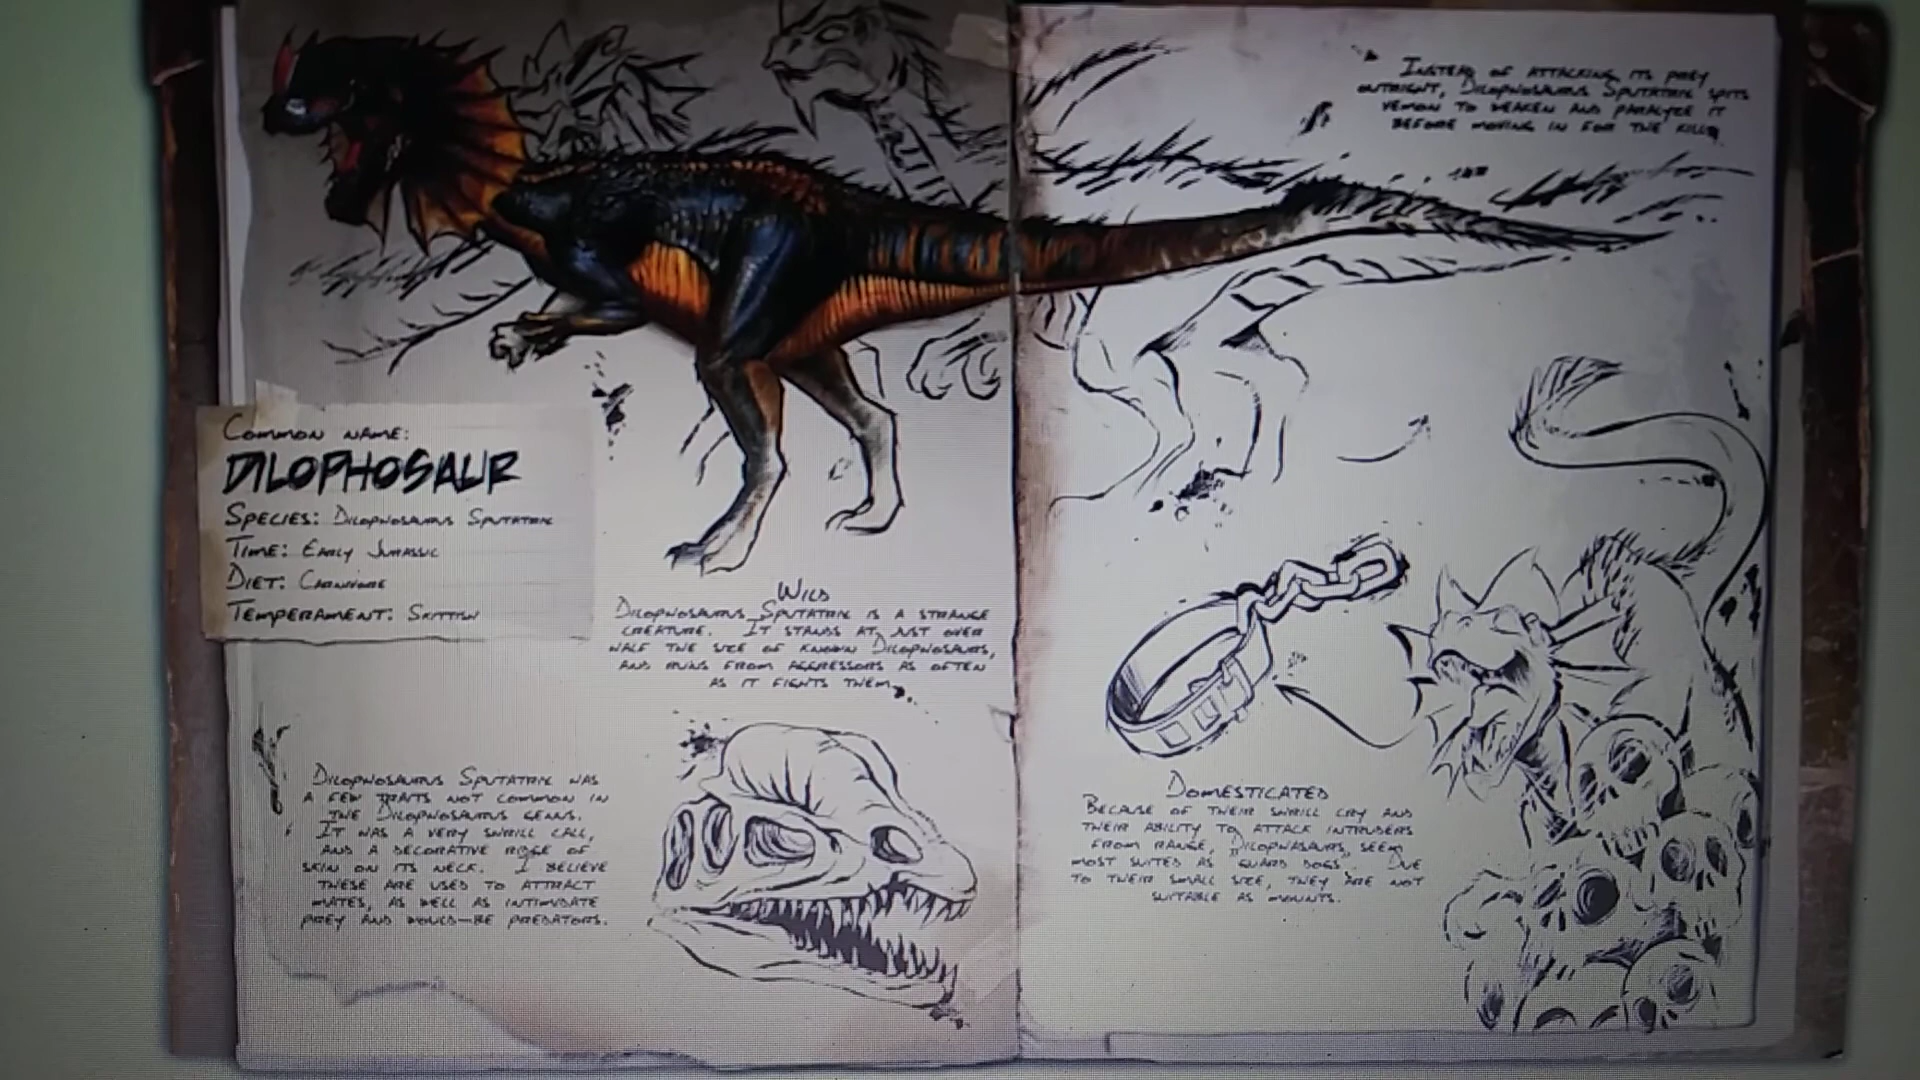 Common name:
DILOPHOSAUR
Species: Dilophosaurus Sputatrix
Time: Early Jurassic
Diet: Carnivore
Temperament: Skittish
Wild
Dilophosaurus Sputatrix is a strange
creature. It stands at just over
half the size of known Dilophosaurs,
and runs from aggressors as often
as it fights them.
Dilophosaurus Sputatrix has
a few traits not common in
the Dilophosaurus genus.
It has a very shrill call,
and a decorative ridge of
skin on its neck. I believe
these are used to attract
mates, as well as intimidate
prey and would-be predators.
Instead of attacking its prey
outright, Dilophosaurus Sputatrix spits
venom to weaken and paralyze it
before moving in for the kill.
Domesticated
Because of their shrill cry and
their ability to attack intruders
from range, Dilophosaurs seem
most suited as "guard dogs". Due
to their small size, they are not
suitable as mounts.